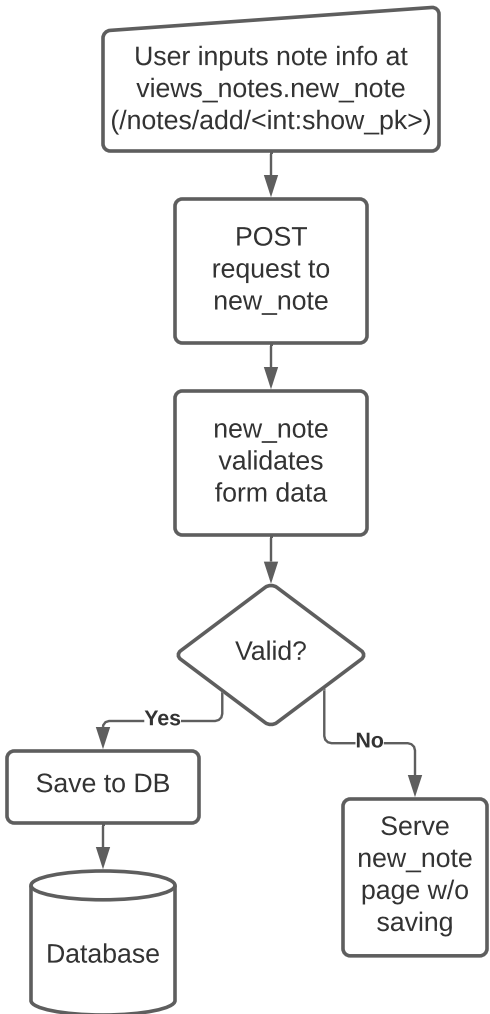 User inputs note info at
views_notes.new_note
(/notes/add/<int:show_pk>)
POST
request to
new_note
new_note
validates
form data
Valid?
Yes
No
Save to DB
Serve
new_note
page w/o
saving
Database